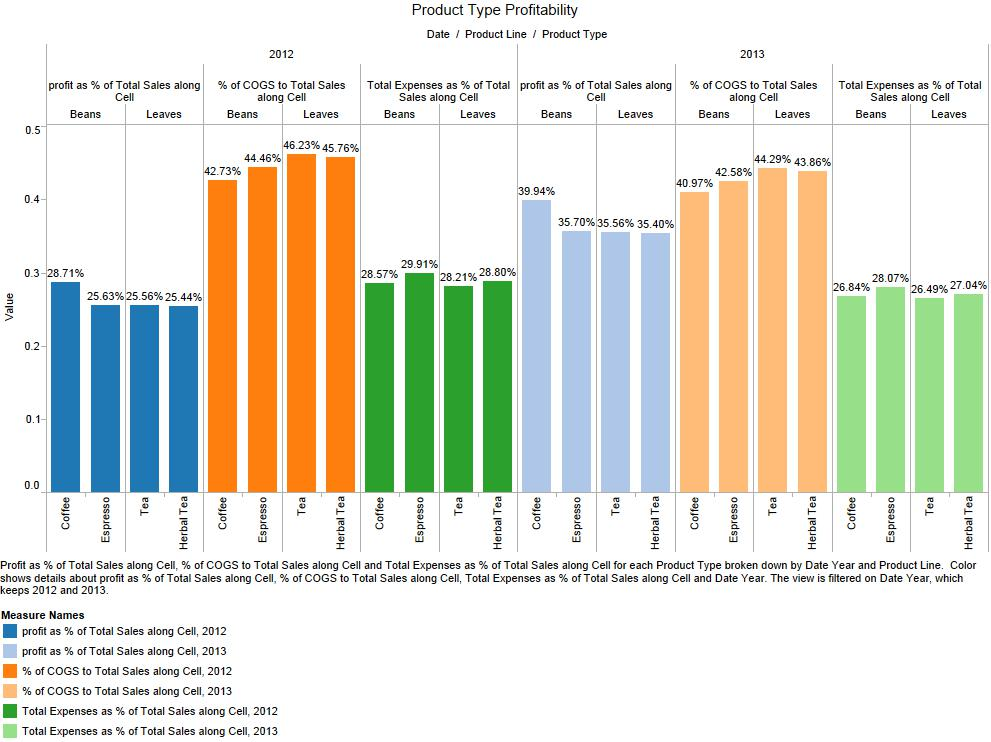 Product Type Profitability
Date / Product Line / Product Type
2012
2013
profit as % of Total Sales along
Cell
% of COGS to Total Sales
along Cell
Total Expenses as % of Total
Sales along Cell
profit as % of Total Sales along
Cell
% of COGS to Total Sales
along Cell
Total Expenses as % of Total
Sales along Cell
Beans
Leaves
Beans
Leaves
Beans
Leaves
Beans
Leaves
Beans
Leaves
Beans
Leaves
Value
0.5
0.4
0.3
0.2
0.1
0.0
28.71%
25.63%
25.56%
25.44%
42.73%
44.46%
46.23%
45.76%
28.57%
29.91%
28.21%
28.80%
39.94%
35.70%
35.56%
35.40%
40.97%
42.58%
44.29%
43.86%
26.84%
28.07%
26.49%
27.04%
Coffee
Espresso
Tea
Herbal Tea
Coffee
Espresso
Tea
Herbal Tea
Coffee
Espresso
Tea
Herbal Tea
Coffee
Espresso
Tea
Herbal Tea
Coffee
Espresso
Tea
Herbal Tea
Coffee
Espresso
Tea
Herbal Tea
Profit as % of Total Sales along Cell, % of COGS to Total Sales along Cell and Total Expenses as % of Total Sales along Cell for each Product Type broken down by Date Year and Product Line. Color
shows details about profit as % of Total Sales along Cell, % of COGS to Total Sales along Cell, Total Expenses as % of Total Sales along Cell and Date Year. The view is filtered on Date Year, which
keeps 2012 and 2013.
Measure Names
profit as % of Total Sales along Cell, 2012
profit as % of Total Sales along Cell, 2013
% of COGS to Total Sales along Cell, 2012
% of COGS to Total Sales along Cell, 2013
Total Expenses as % of Total Sales along Cell, 2012
Total Expenses as % of Total Sales along Cell, 2013